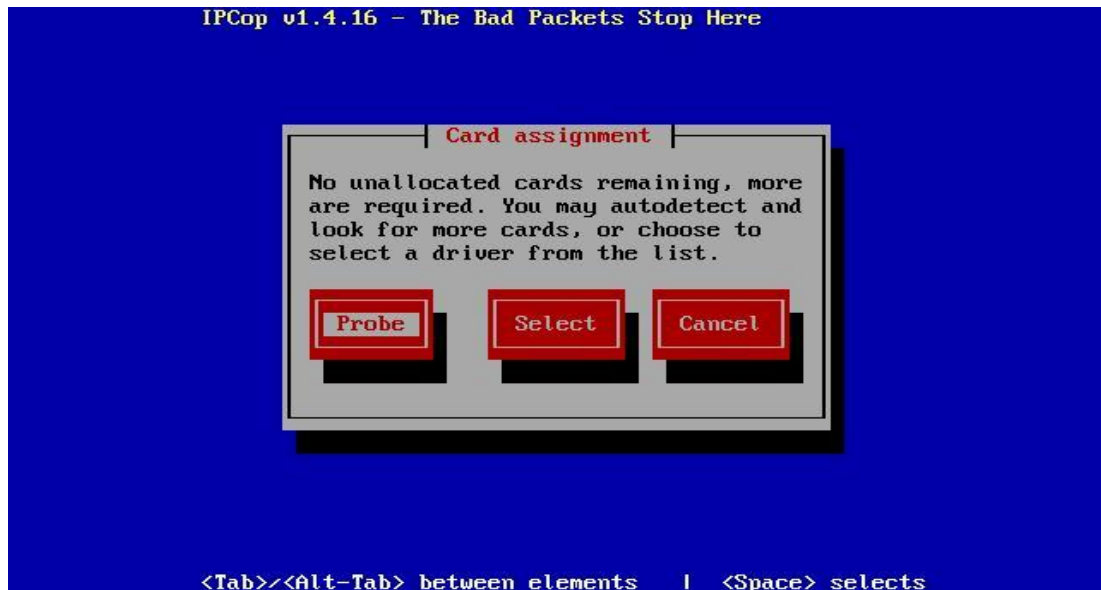 IPCop v1.4.16 - The Bad Packets Stop Here
Card assignment
No unallocated cards remaining, more
are required. You may autodetect and
look for more cards, or choose to
select a driver from the list.
Probe Select Cancel
<Tab>/<Alt-Tab> between elements | <Space> selects